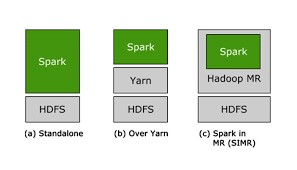 Spark
HDFS
(a) Standalone
Spark
Yarn
HDFS
(b) Over Yarn
Spark
Hadoop MR
HDFS
(c) Spark in
MR (SIMR)